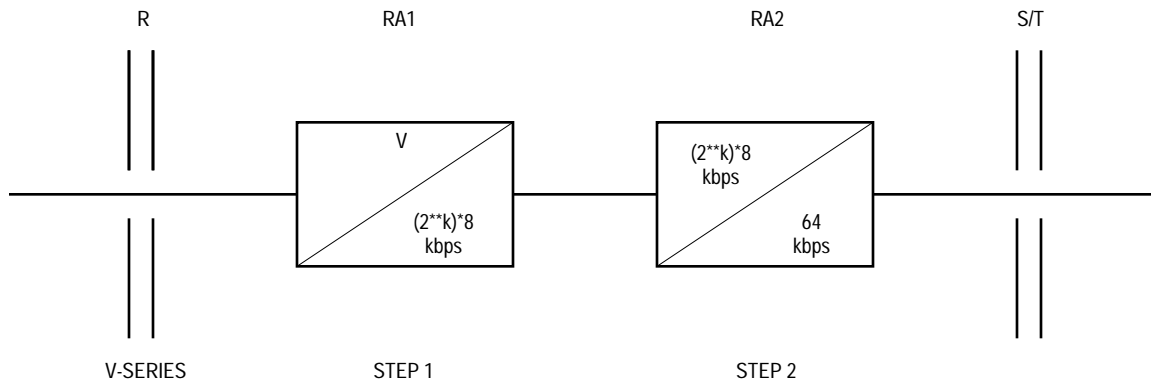 R
RA1
RA2
S/T
V
(2**k)*8
kbps
(2**k)*8
kbps
64
kbps
V-SERIES
STEP 1
STEP 2